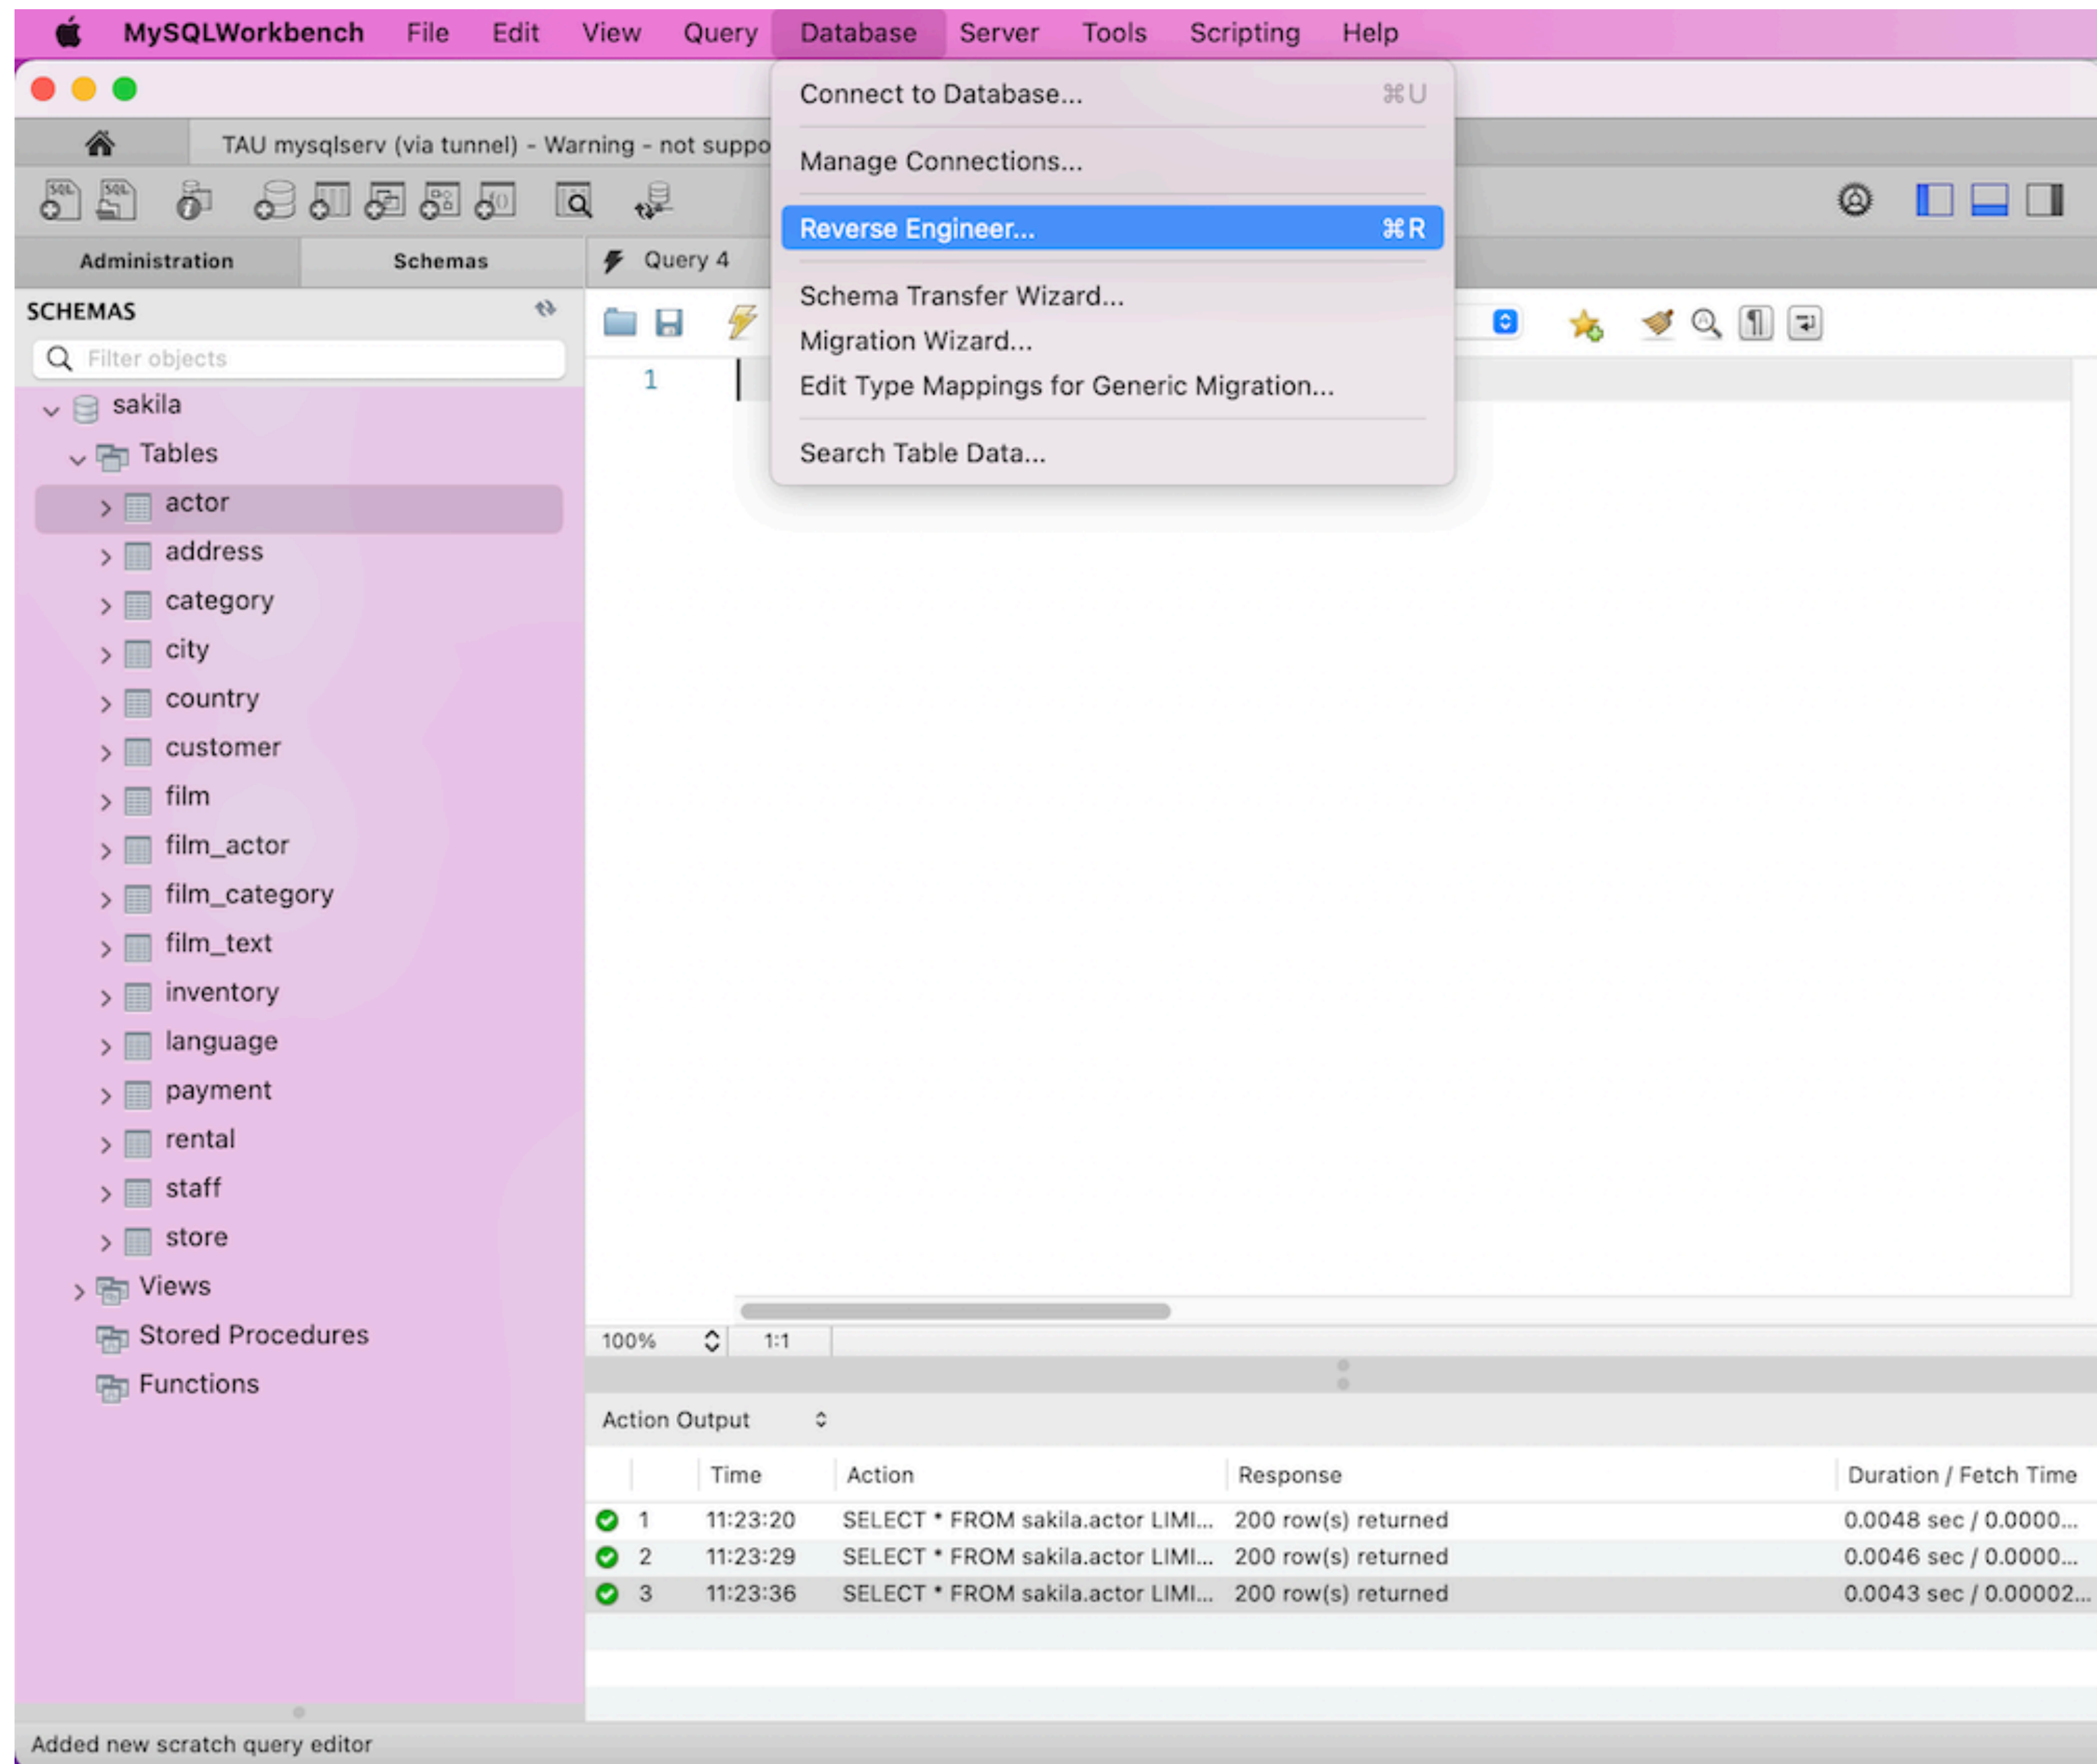 MySQLWorkbench File Edit View Query Database Server Tools Scripting Help
Connect to Database... ⌘U
TAU mysqlserv (via tunnel) - Warning - not suppo
Manage Connections...
Reverse Engineer... ⌘R
Administration Schemas Query 4
Schema Transfer Wizard...
SCHEMAS
Migration Wizard...
Filter objects
1
Edit Type Mappings for Generic Migration...
sakila
Tables
Search Table Data...
actor
address
category
city
country
customer
film
film_actor
film_category
film_text
inventory
language
payment
rental
staff
store
Views
Stored Procedures
Functions
100% 1:1
Action Output
Time Action Response Duration / Fetch Time
1 11:23:20 SELECT * FROM sakila.actor LIMI... 200 row(s) returned 0.0048 sec / 0.0000...
2 11:23:29 SELECT * FROM sakila.actor LIMI... 200 row(s) returned 0.0046 sec / 0.0000...
3 11:23:36 SELECT * FROM sakila.actor LIMI... 200 row(s) returned 0.0043 sec / 0.00002...
Added new scratch query editor